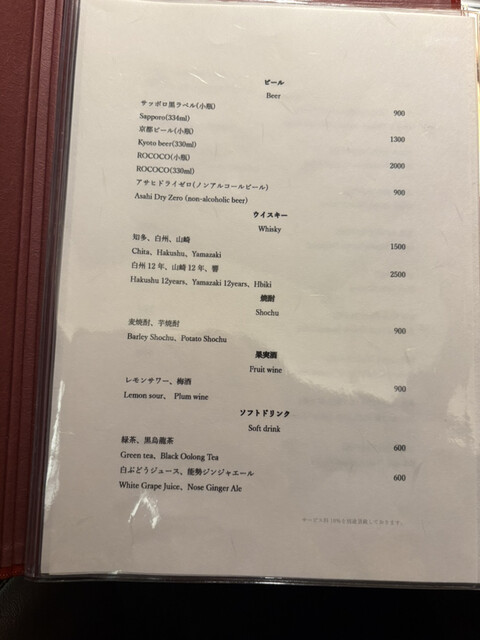 ビール
Beer
サッポロ黒ラベル(小瓶)
900
Sapporo(334ml)
京都ビール(小瓶)
1300
Kyoto beer(330ml)
ROCOCO(小瓶)
2000
ROCOCO(330ml)
アサヒドライゼロ(ノンアルコールビール)
900
Asahi Dry Zero (non-alcoholic beer)
ウイスキー
Whisky
知多、白州、山崎
1500
Chita、Hakushu、Yamazaki
白州12年、山崎12年、響
2500
Hakushu 12years、Yamazaki 12years、Hbiki
焼酎
Shochu
麦焼酎、芋焼酎
900
Barley Shochu、Potato Shochu
果実酒
Fruit wine
レモンサワー、梅酒
900
Lemon sour、 Plum wine
ソフトドリンク
Soft drink
緑茶、黒烏龍茶
600
Green tea、Black Oolong Tea
白ぶどうジュース、能勢ジンジャエール
600
White Grape Juice、Nose Ginger Ale